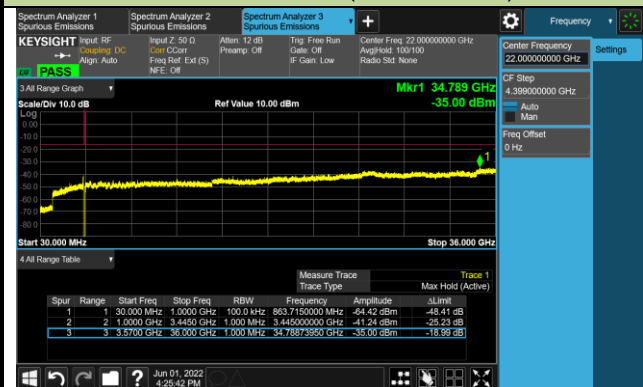 Spectrum Analyzer 1
Spurious Emissions
Spectrum Analyzer 2
Spurious Emissions
Spectrum Analyzer 3
Spurious Emissions
Frequency
KEYSIGHT
Input: RF
Coupling: DC
Align: Auto
Input Z: 50 Ω
Corr CCorr
Freq Ref: Ext (S)
NFE: Off
Atten: 12 dB
Preamp: Off
Trig: Free Run
Gate: Off
IF Gain: Low
Center Freq: 22.000000000 GHz
Avg|Hold: 100/100
Radio Std: None
PASS
Center Frequency
22.000000000 GHz
Settings
CF Step
4.399000000 GHz
Auto
Man
Freq Offset
0 Hz
3 All Range Graph
Mkr1 34.789 GHz
Scale/Div 10.0 dB
Ref Value 10.00 dBm
-35.00 dBm
Log
0.00
-10.0
-20.0
-30.0
-40.0
-50.0
-60.0
-70.0
-80.0
1
Start 30.000 MHz
Stop 36.000 GHz
4 All Range Table
Measure Trace Trace 1
Trace Type Max Hold (Active)
Spur Range Start Freq Stop Freq RBW Frequency Amplitude ΔLimit
1 1 30.000 MHz 1.0000 GHz 100.0 kHz 863.7150000 MHz -64.42 dBm -48.41 dB
2 2 1.0000 GHz 3.4450 GHz 1.000 MHz 3.445000000 GHz -41.24 dBm -25.23 dB
3 3 3.5700 GHz 36.000 GHz 1.000 MHz 34.78873950 GHz -35.00 dBm -18.99 dB
Jun 01, 2022
4:25:42 PM